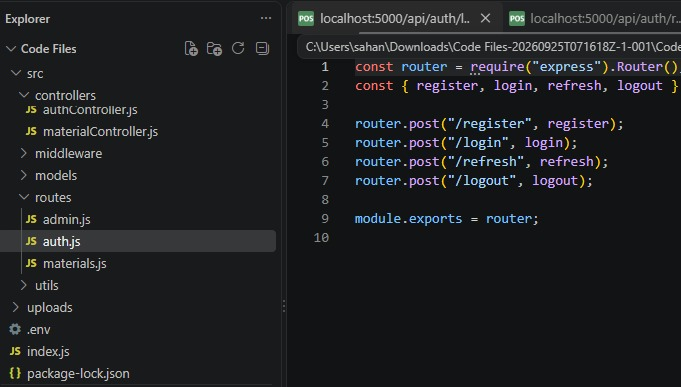 Explorer
Code Files
src
controllers
authController.js
materialController.js
middleware
models
routes
JS admin.js
JS auth.js
JS materials.js
utils
uploads
.env
JS index.js
{} package-lock.json
POS localhost:5000/api/auth/l...
POS localhost:5000/api/auth/r...
C:\Users\sahan\Downloads\Code Files-20260925T071618Z-1-001\Code
1 const router = require("express").Router()
2 const { register, login, refresh, logout }
3
4 router.post("/register", register);
5 router.post("/login", login);
6 router.post("/refresh", refresh);
7 router.post("/logout", logout);
8
9 module.exports = router;
10